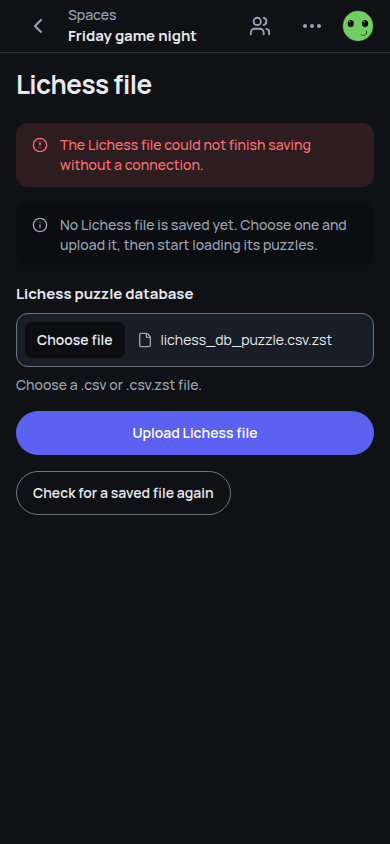 Spaces
Friday game night
Lichess file
The Lichess file could not finish saving
without a connection.
No Lichess file is saved yet. Choose one and
upload it, then start loading its puzzles.
Lichess puzzle database
Choose file
lichess_db_puzzle.csv.zst
Choose a .csv or .csv.zst file.
Upload Lichess file
Check for a saved file again